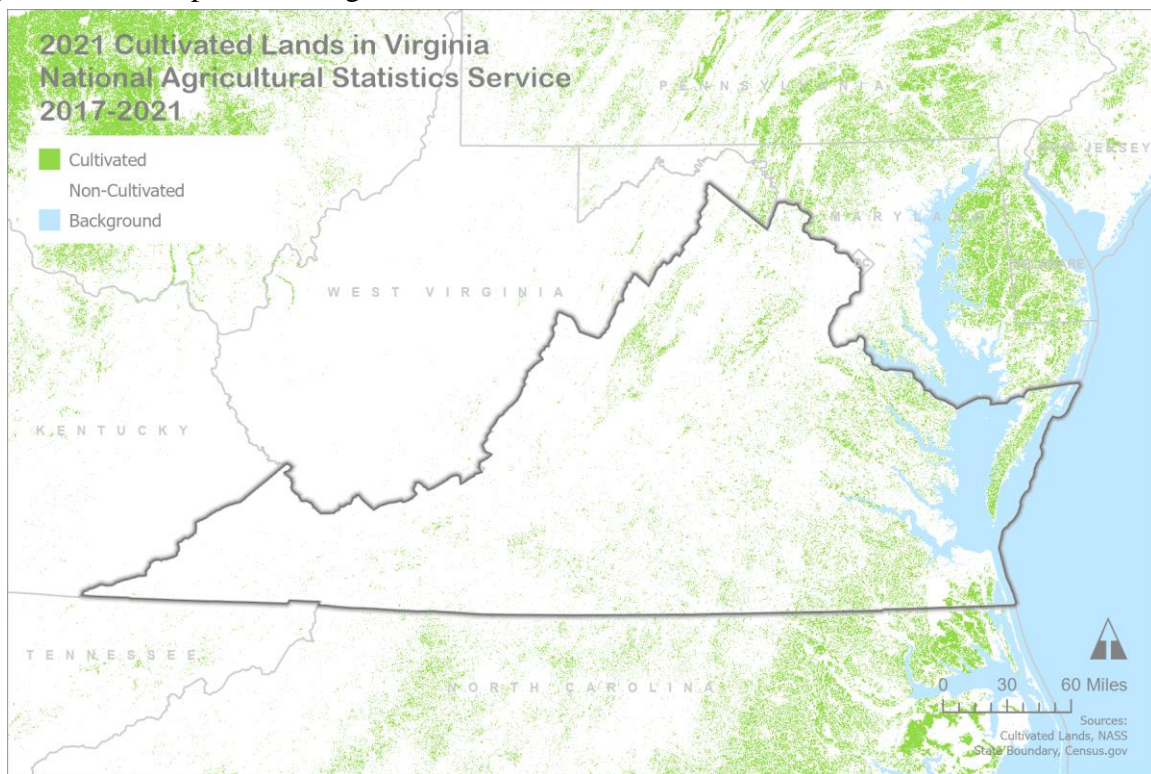 2021 Cultivated Lands in Virginia
National Agricultural Statistics Service
2017-2021
Cultivated
Non-Cultivated
Background
PENNSYLVANIA
NEW JERSEY
MARYLAND
DC
DELAWARE
WEST VIRGINIA
KENTUCKY
TENNESSEE
NORTH CAROLINA
0 30 60 Miles
Sources:
Cultivated Lands, NASS
State Boundary, Census.gov